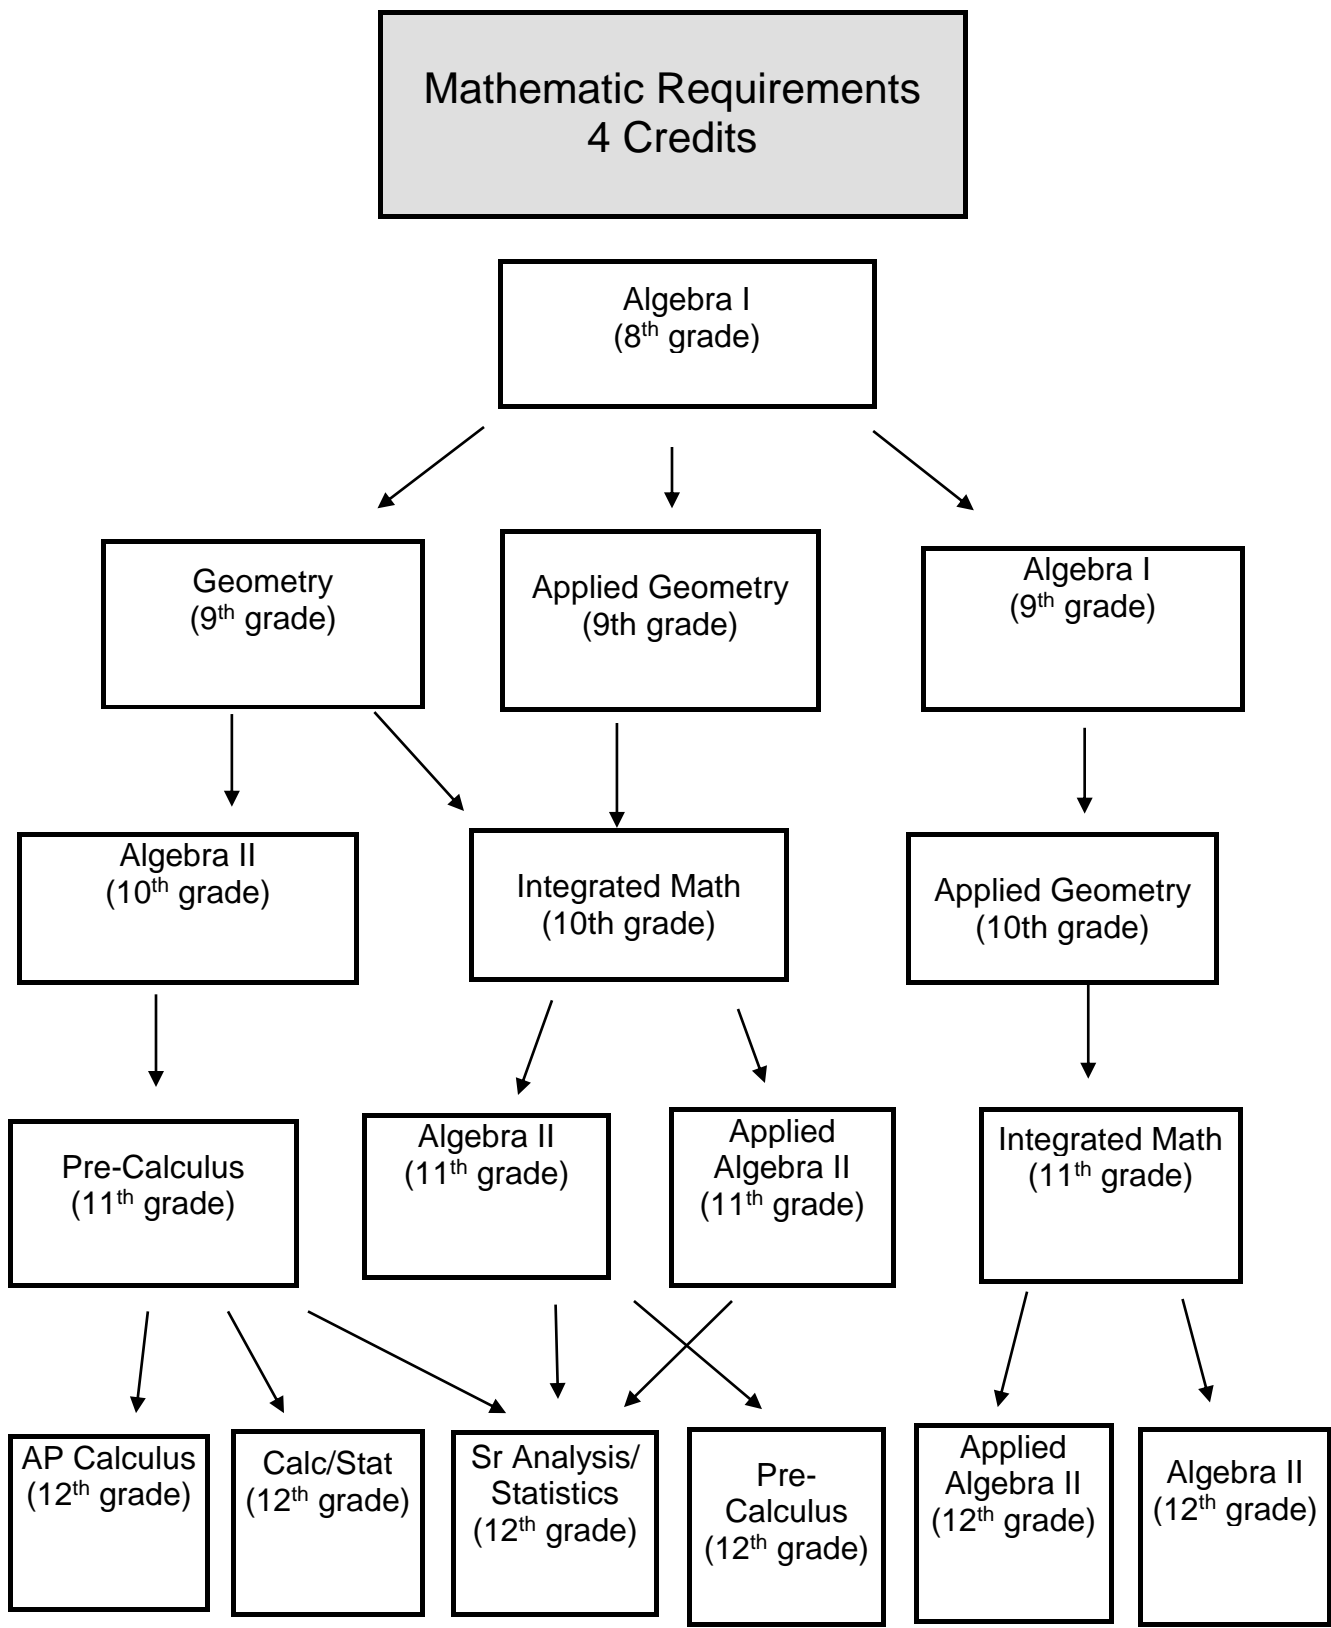 Mathematic Requirements
4 Credits
Algebra I
(8th grade)
Geometry
(9th grade)
Applied Geometry
(9th grade)
Algebra I
(9th grade)
Algebra II
(10th grade)
Integrated Math
(10th grade)
Applied Geometry
(10th grade)
Pre-Calculus
(11th grade)
Algebra II
(11th grade)
Applied
Algebra II
(11th grade)
Integrated Math
(11th grade)
AP Calculus
(12th grade)
Calc/Stat
(12th grade)
Sr Analysis/
Statistics
(12th grade)
Pre-
Calculus
(12th grade)
Applied
Algebra II
(12th grade)
Algebra II
(12th grade)